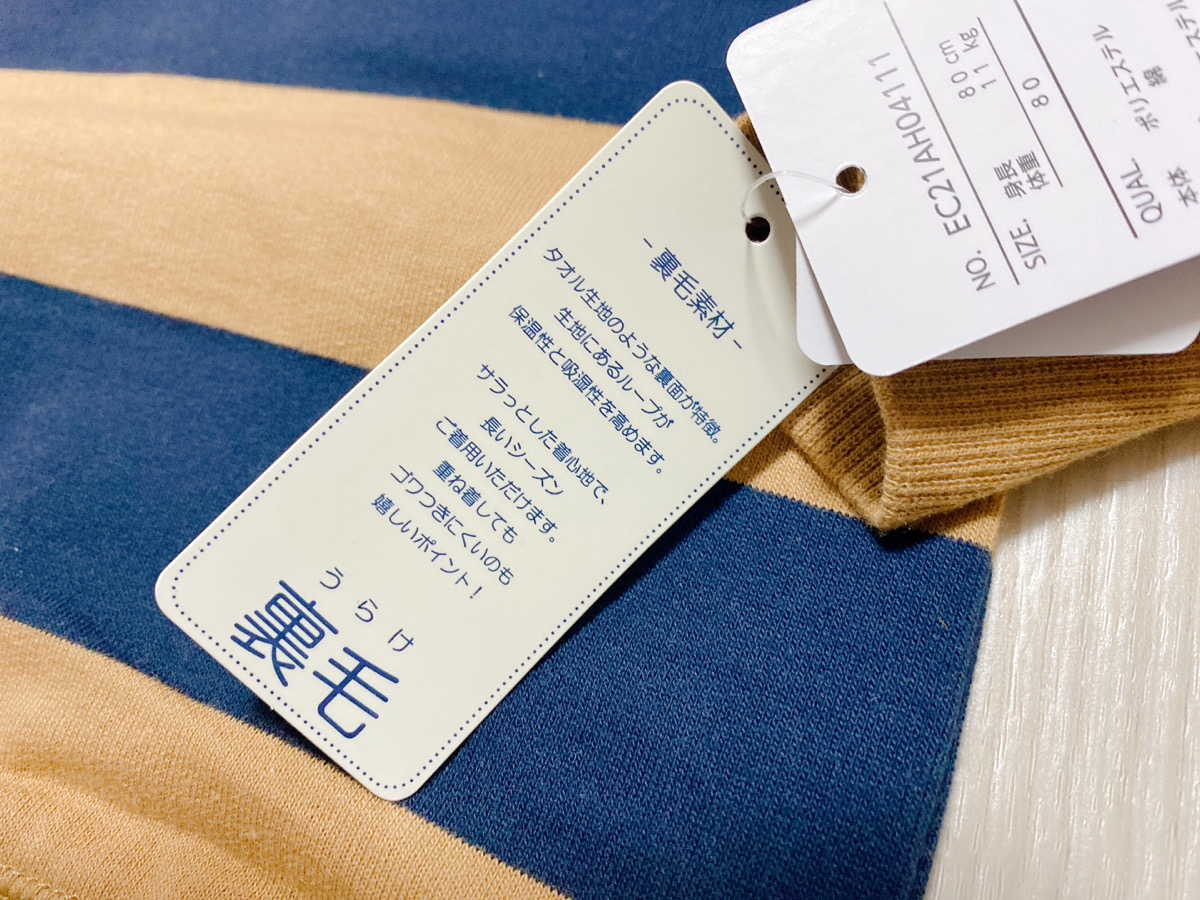 - 裏毛素材 -
タオル生地のような裏面が特徴。
生地にあるループが
保温性と吸湿性を高めます。
サラっとした着心地で、
長いシーズン
ご着用いただけます。
重ね着しても
ゴワつきにくいのも
嬉しいポイント!
うらけ
裏毛
NO. EC21AH04111
SIZE. 身長 80 cm
体重 11 kg
80
QUAL
本体 ポリエステル
綿